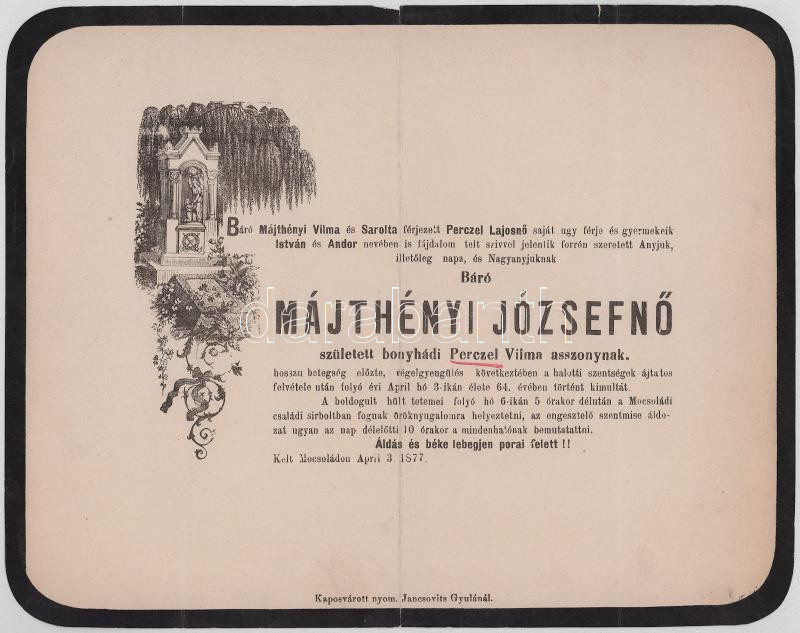 Báró Májthényi Vilma és Sarolta férjezett Perczel Lajosnő saját ugy férje és gyermekeik
István és Andor nevében is fájdalom telt szivvel jelentik forrón szeretett Anyjuk,
illetőleg napa, és Nagyanyjuknak
Báró
MÁJTHÉNYI JÓZSEFNŐ
született bonyhádi Perczel Vilma asszonynak.
hosszu betegség előzte, végelgyengülés következtében a halotti szentségek ájtatos
felvétele után folyó évi April hó 3-ikán élete 64. évében történt kimultát
A boldogult hült tetemei folyó hó 6-ikán 5 órakor délután a Mocsoládi
családi sirboltban fognak öröknyugalomra helyeztetni, az engesztelő szentmise áldo-
zat ugyan az nap délelőtti 10 órakor a mindenhatónak bemutatattni.
Áldás és béke lebegjen porai felett !!
Kelt Mocsoládon April 3. 1877.
Kaposvárott nyom. Jancsovits Gyulánál.
darabanth